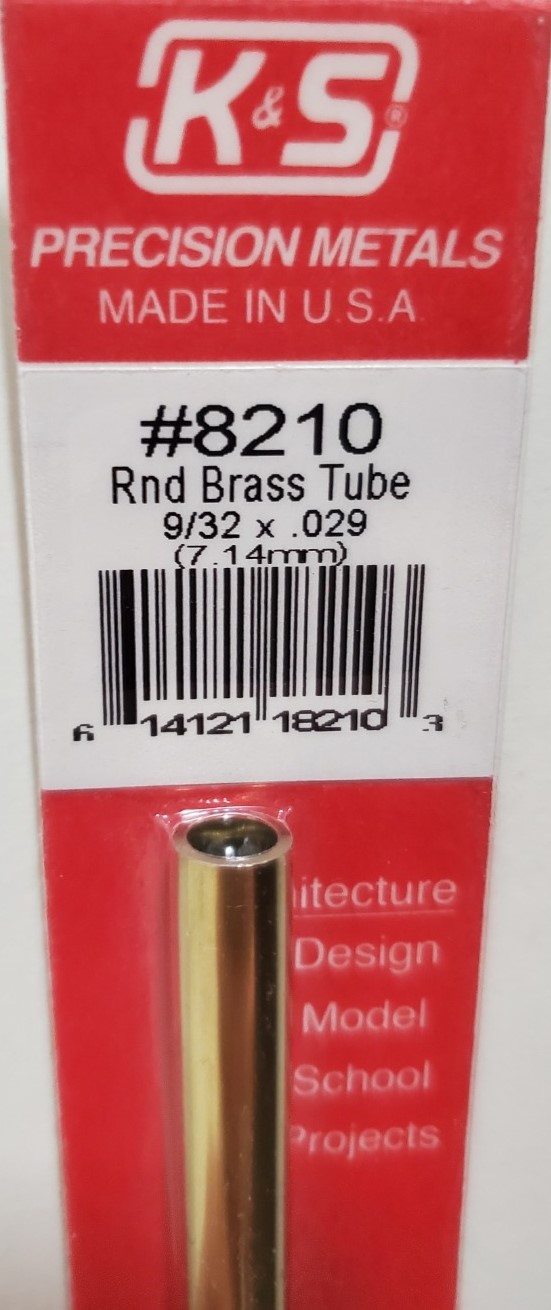 K&S®
PRECISION METALS
MADE IN U.S.A.
#8210
Rnd Brass Tube
9/32 x .029
(7.14mm)
6 14121 18210 3
itecture
Design
Model
School
Projects